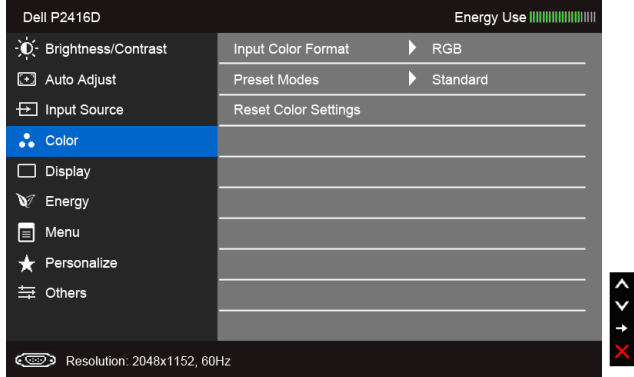 Dell P2416D Energy Use
Brightness/Contrast Input Color Format RGB
Auto Adjust Preset Modes Standard
Input Source Reset Color Settings
Color
Display
Energy
Menu
Personalize
Others
Resolution: 2048x1152, 60Hz